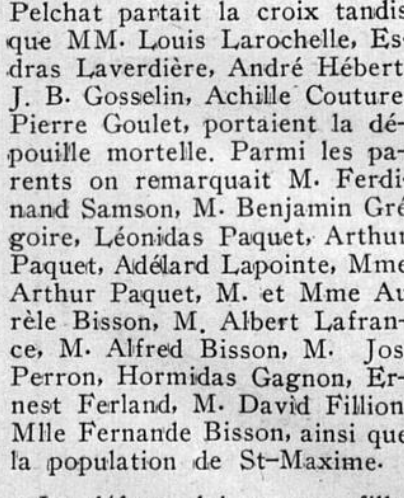 Pelchat partait la croix tandis
que MM. Louis Larochelle, Es-
dras Laverdière, André Hébert
J. B. Gosselin, Achille Couture
Pierre Goulet, portaient la dé-
pouille mortelle. Parmi les pa-
rents on remarquait M. Ferdi-
nand Samson, M. Benjamin Gré
goire, Léonidas Paquet, Arthur
Paquet, Adélard Lapointe, Mme
Arthur Paquet, M. et Mme Au
rèle Bisson, M. Albert Lafran-
ce, M. Alfred Bisson, M. Jos
Perron, Hormidas Gagnon, Er-
nest Ferland, M. David Fillion
Mlle Fernande Bisson, ainsi que
la population de St-Maxime.